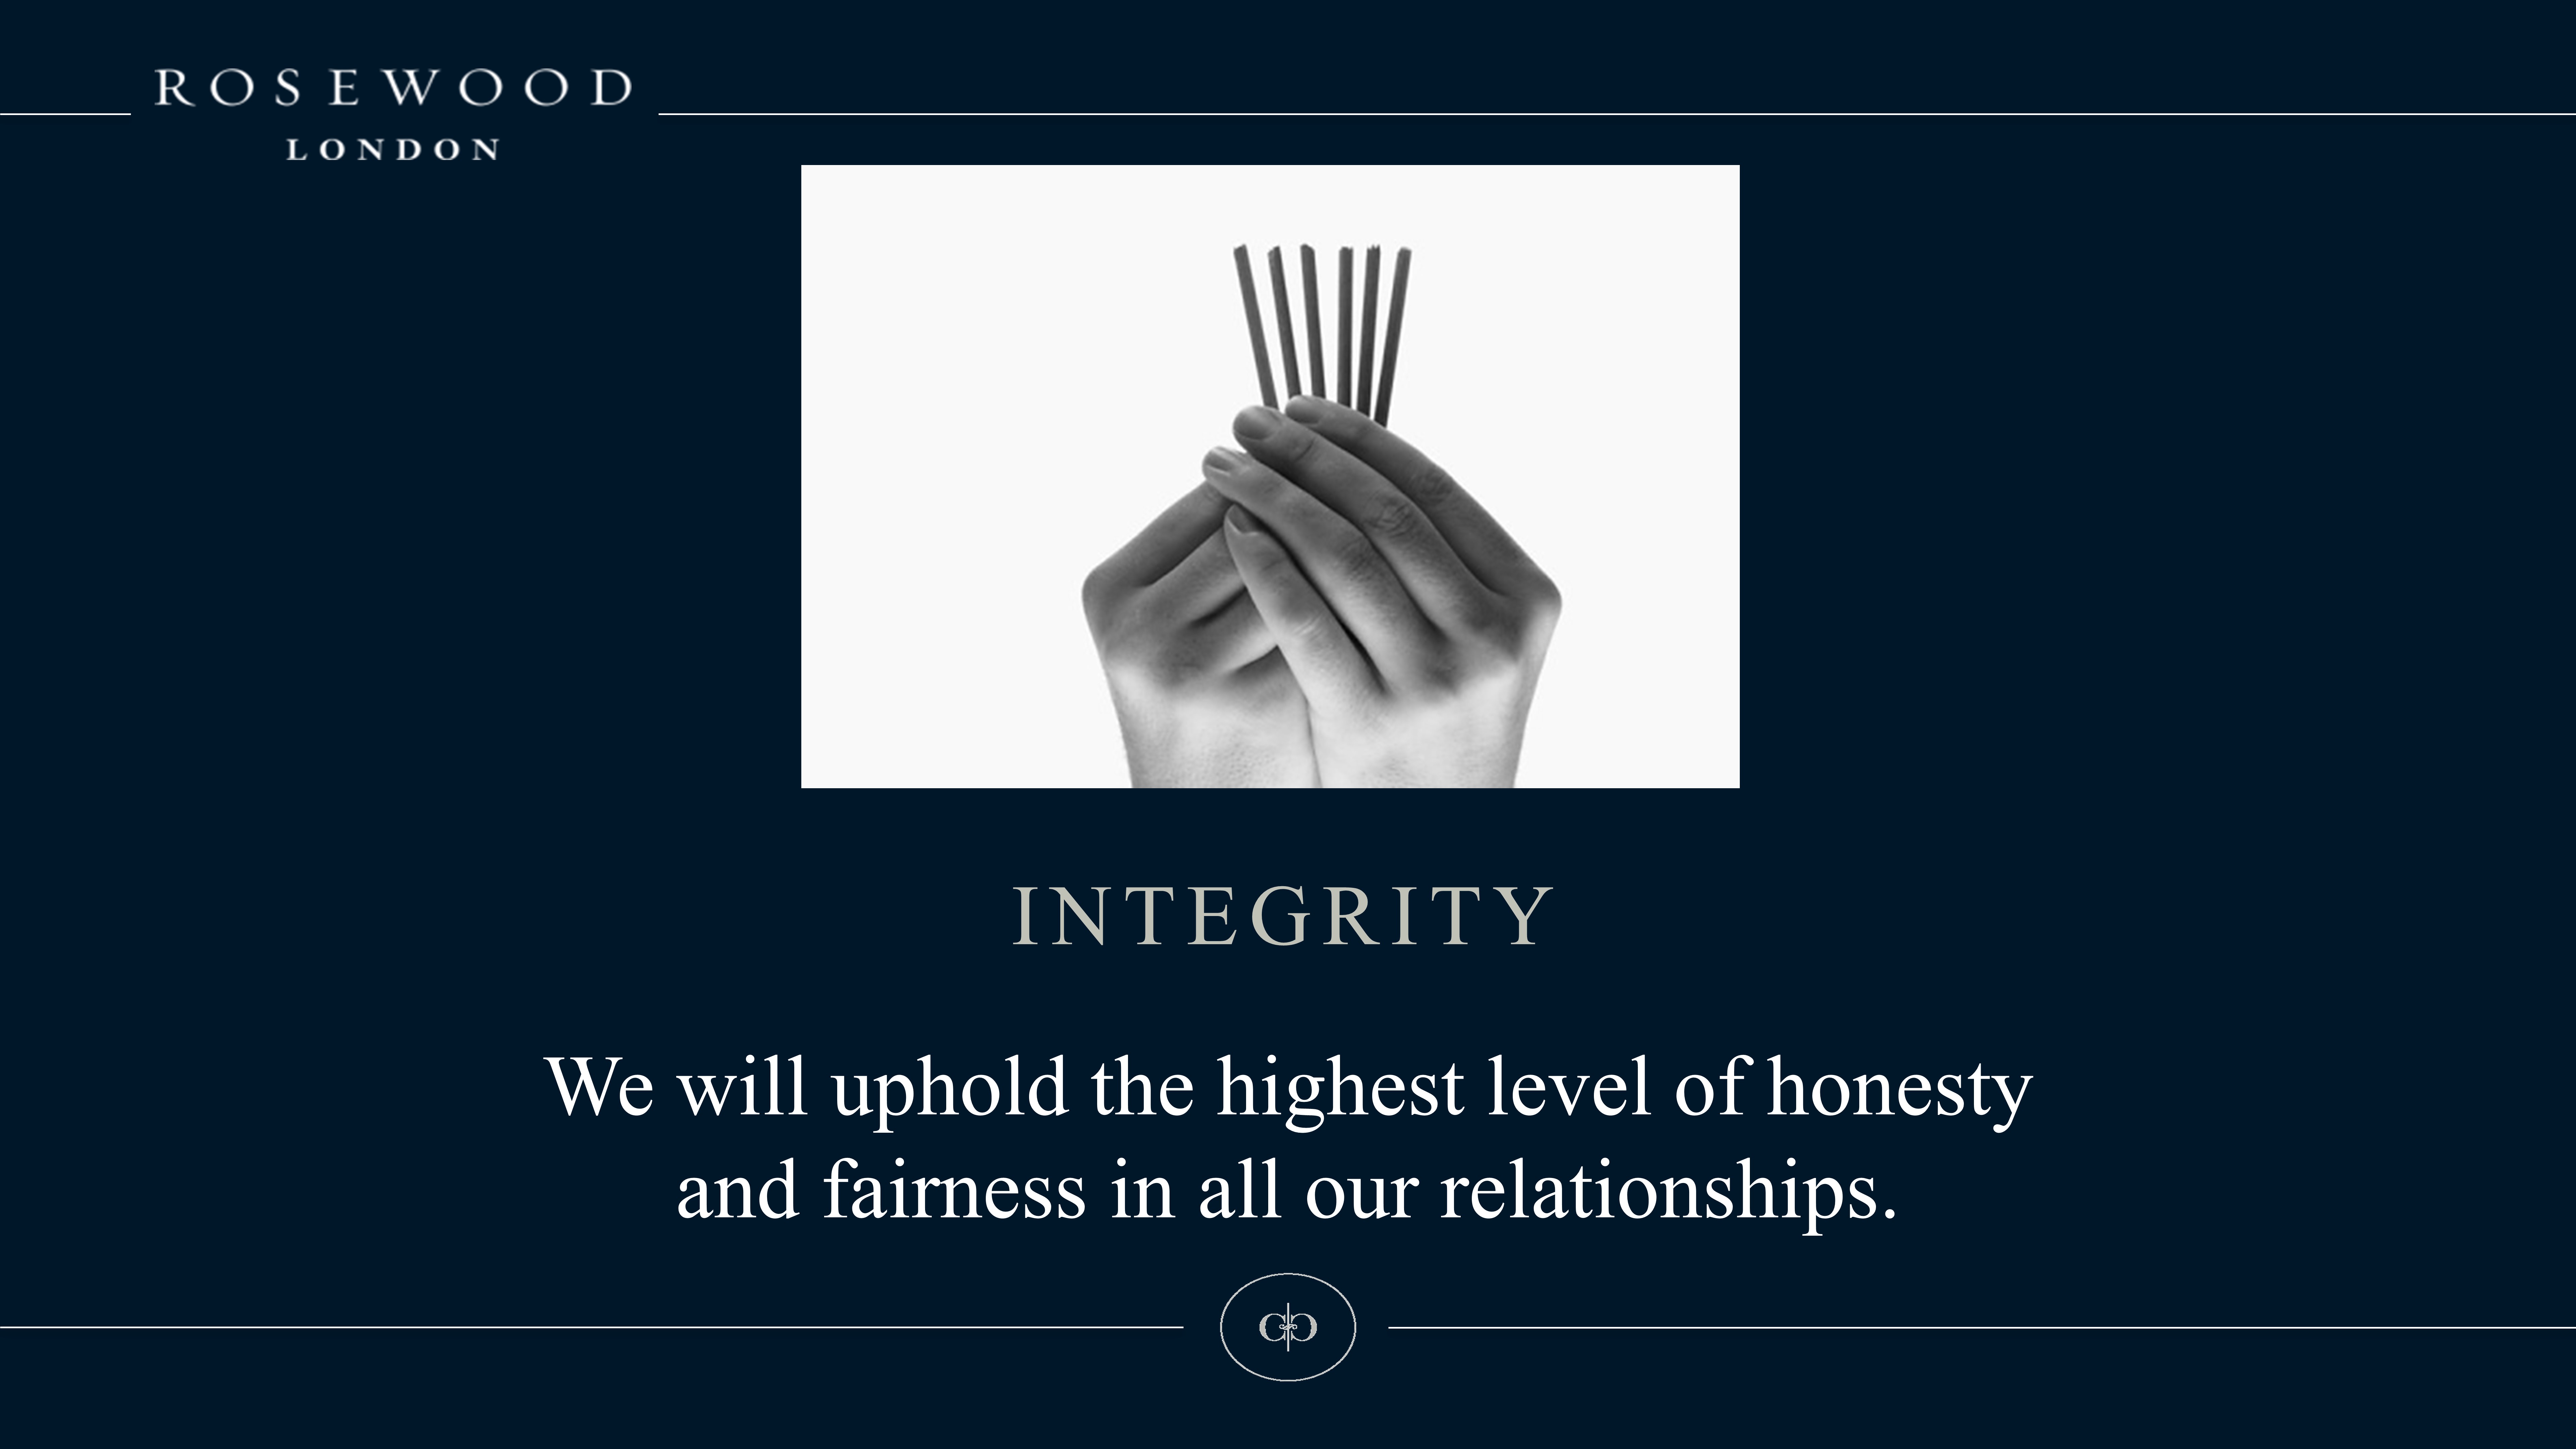 ROSEWOOD
LONDON
INTEGRITY
We will uphold the highest level of honesty
and fairness in all our relationships.